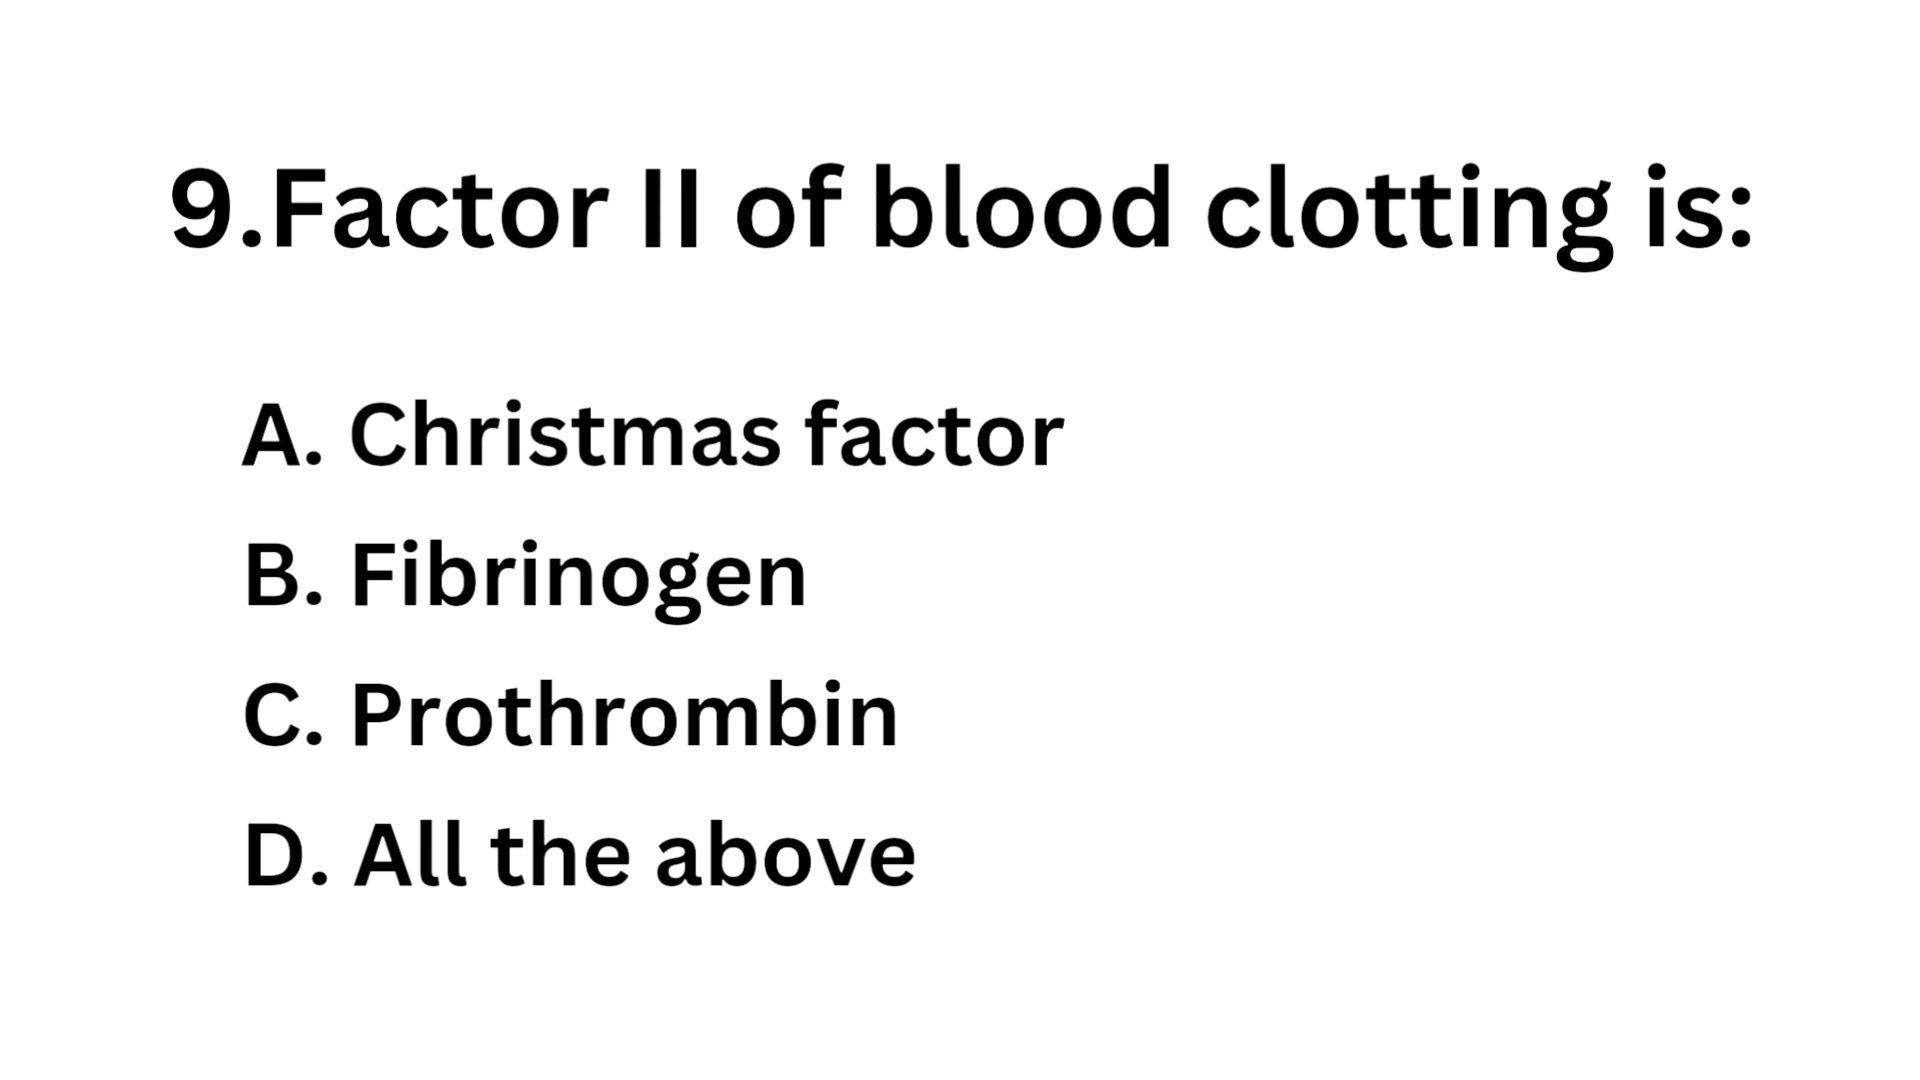 9.Factor II of blood clotting is:
A. Christmas factor
B. Fibrinogen
C. Prothrombin
D. All the above